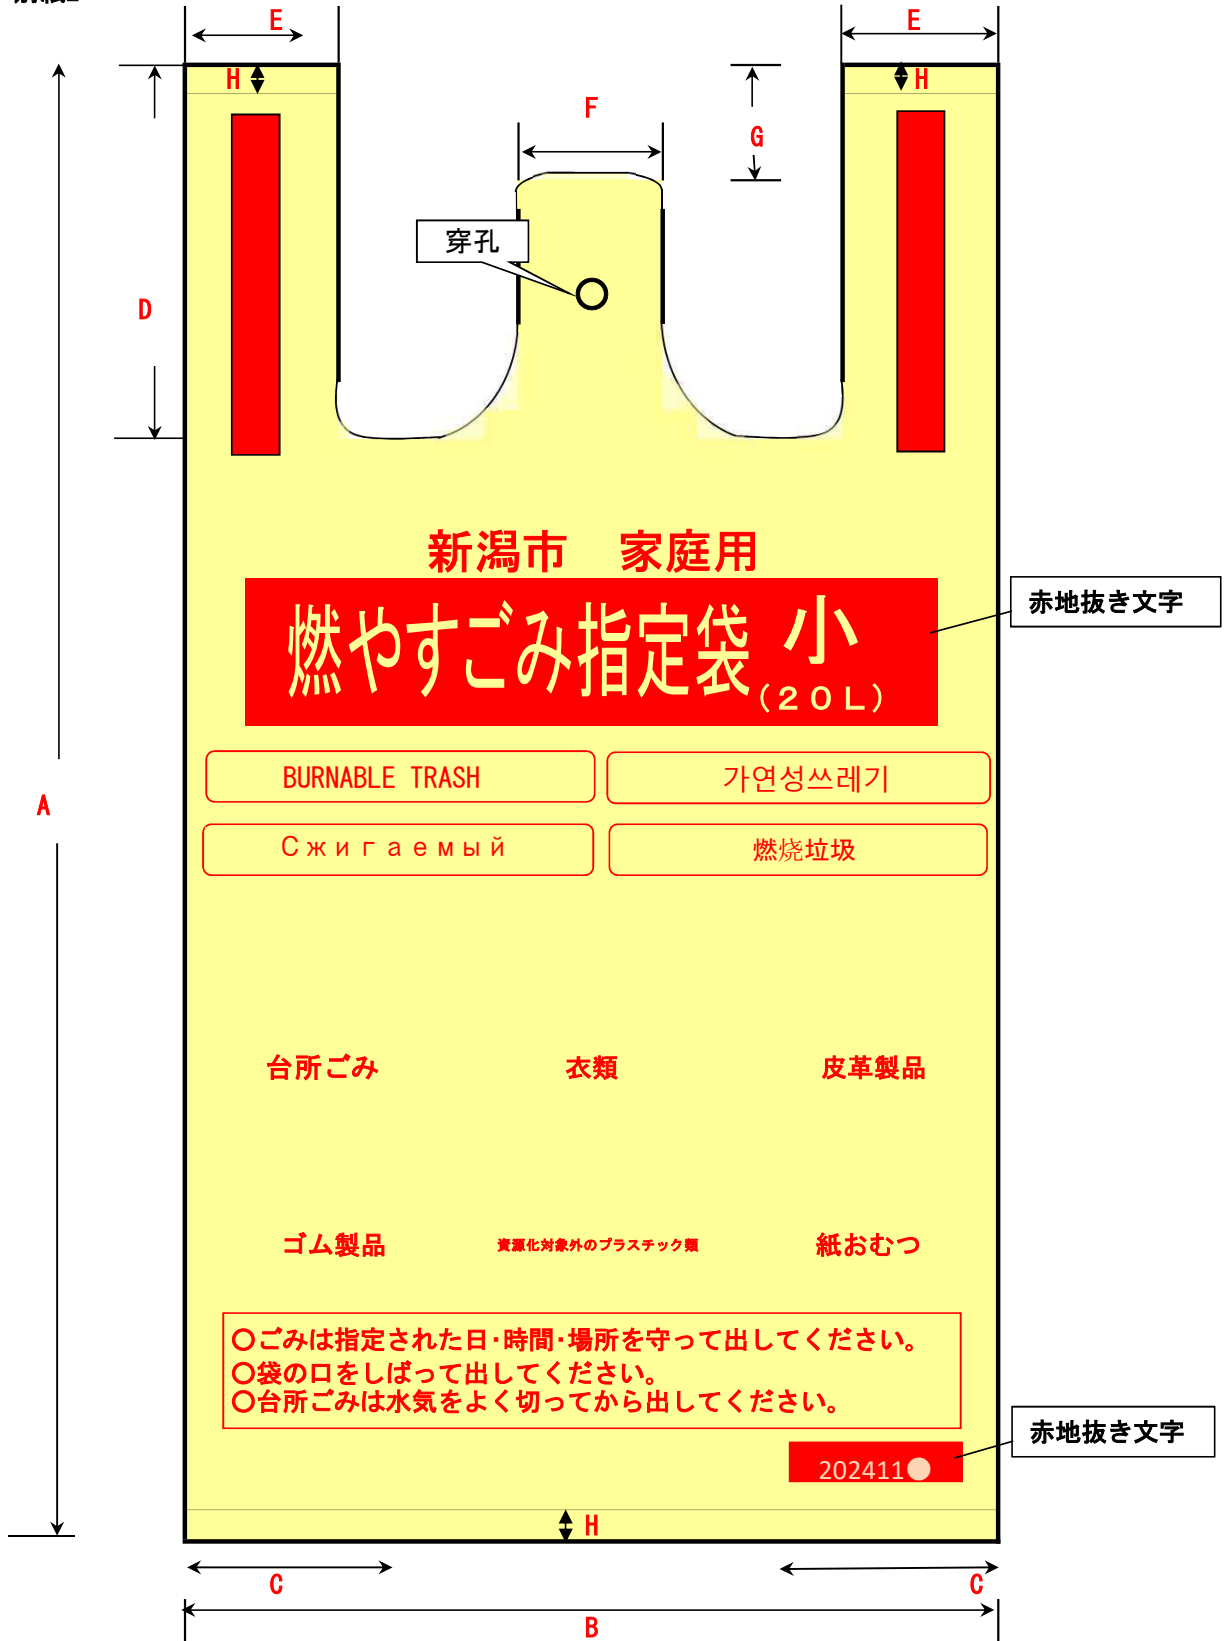 E E
H H
F
G
穿孔
D
新潟市 家庭用
燃やすごみ指定袋 小
(20L)
赤地抜き文字
BURNABLE TRASH 가연성쓰레기
A
Сжигаемый 燃烧垃圾
台所ごみ 衣類 皮革製品
ゴム製品 資源化対象外のプラスチック類 紙おむつ
○ごみは指定された日・時間・場所を守って出してください。
○袋の口をしばって出してください。
○台所ごみは水気をよく切ってから出してください。
赤地抜き文字
202411●
H
C C
B